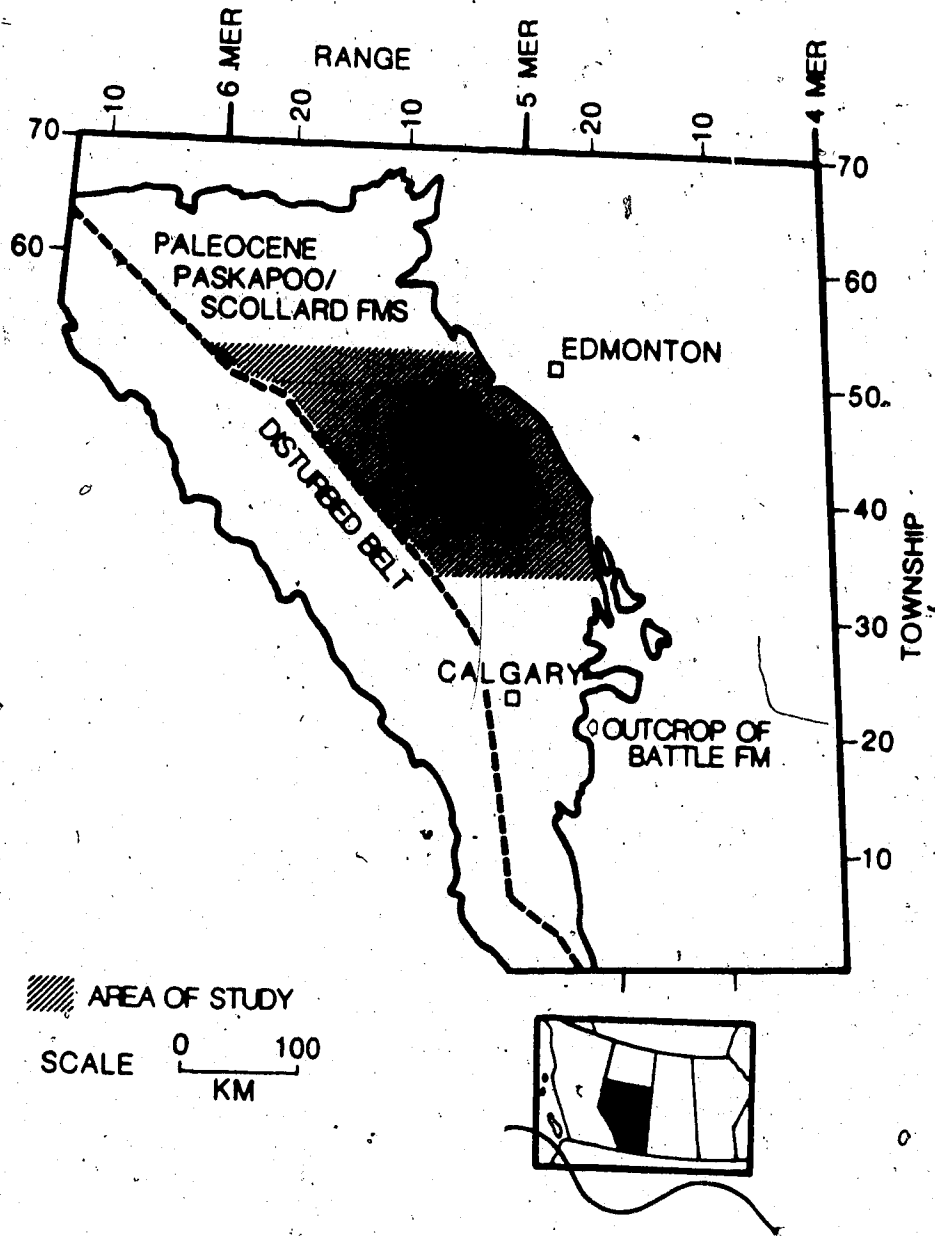 RANGE
10
6 MER
20
10
5 MER
20
10
4 MER
70
70
60
60
PALEOCENE
PASKAPOO/
SCOLLARD FMS
EDMONTON
50
DISTURBED BELT
40
TOWNSHIP
30
CALGARY
20
OUTCROP OF
BATTLE FM
10
AREA OF STUDY
SCALE
0 100
KM